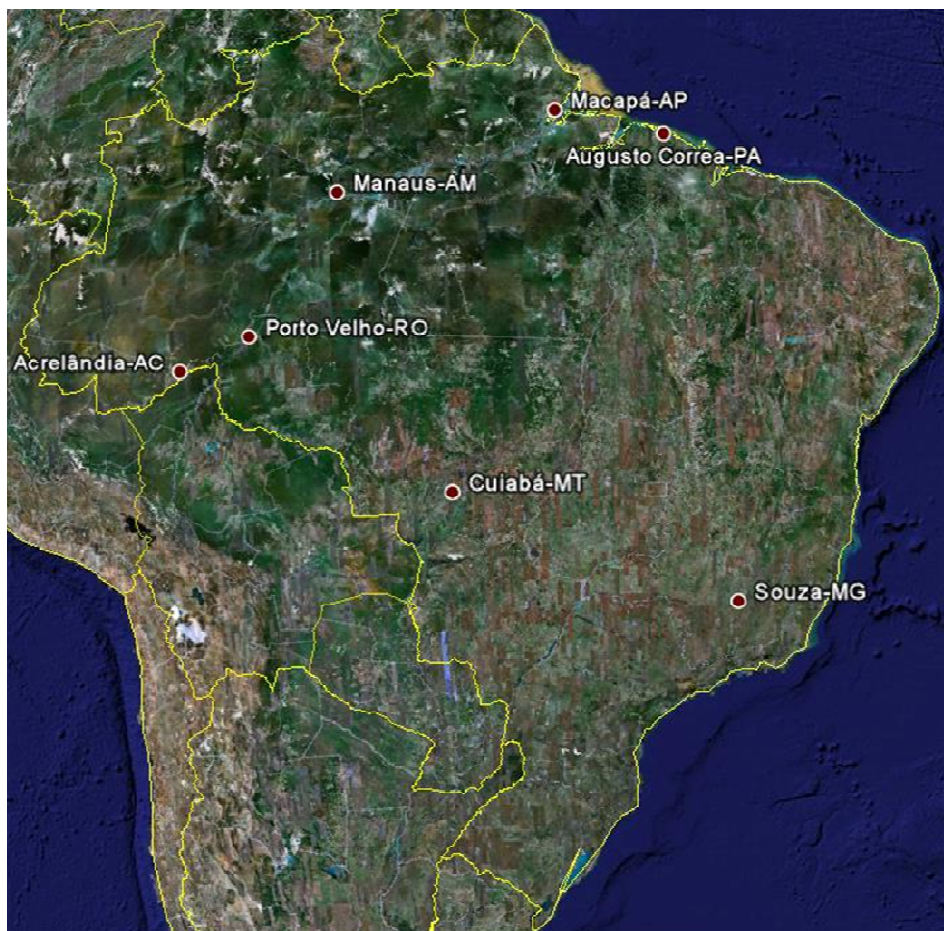 Macapá-AP
Augusto Correa-PA
Manaus-AM
Porto Velho-RO
Acrelândia-AC
Cuiabá-MT
Souza-MG